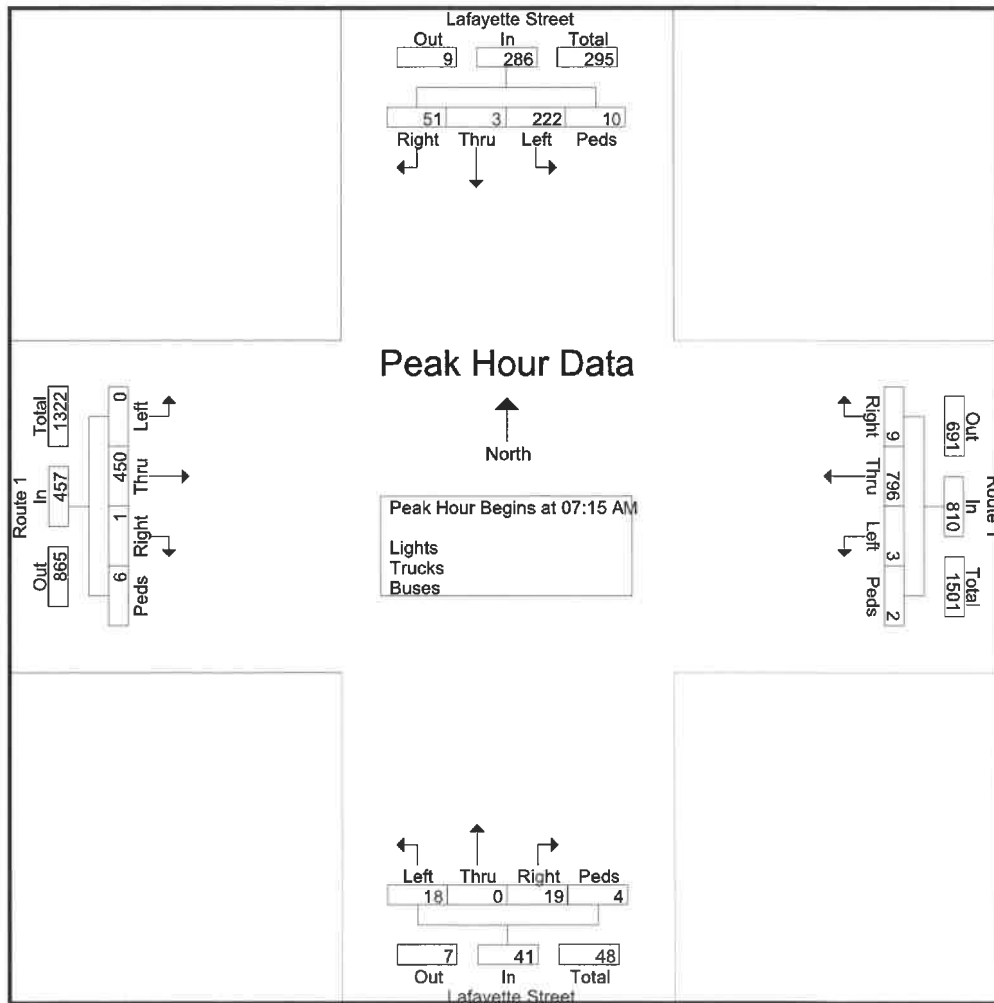 Lafayette Street
Out In Total
9 286 295
51 3 222 10
Right Thru Left Peds
Peak Hour Data
North
Peak Hour Begins at 07:15 AM
Lights
Trucks
Buses
Route 1
Out In Total
865 457 1322
0 450 1 6
Left Thru Right Peds
Right Thru Left Peds
9 796 3 2
Out In Total
691 810 1501
Route 1
Left Thru Right Peds
18 0 19 4
7 41 48
Out In Total
Lafayette Street